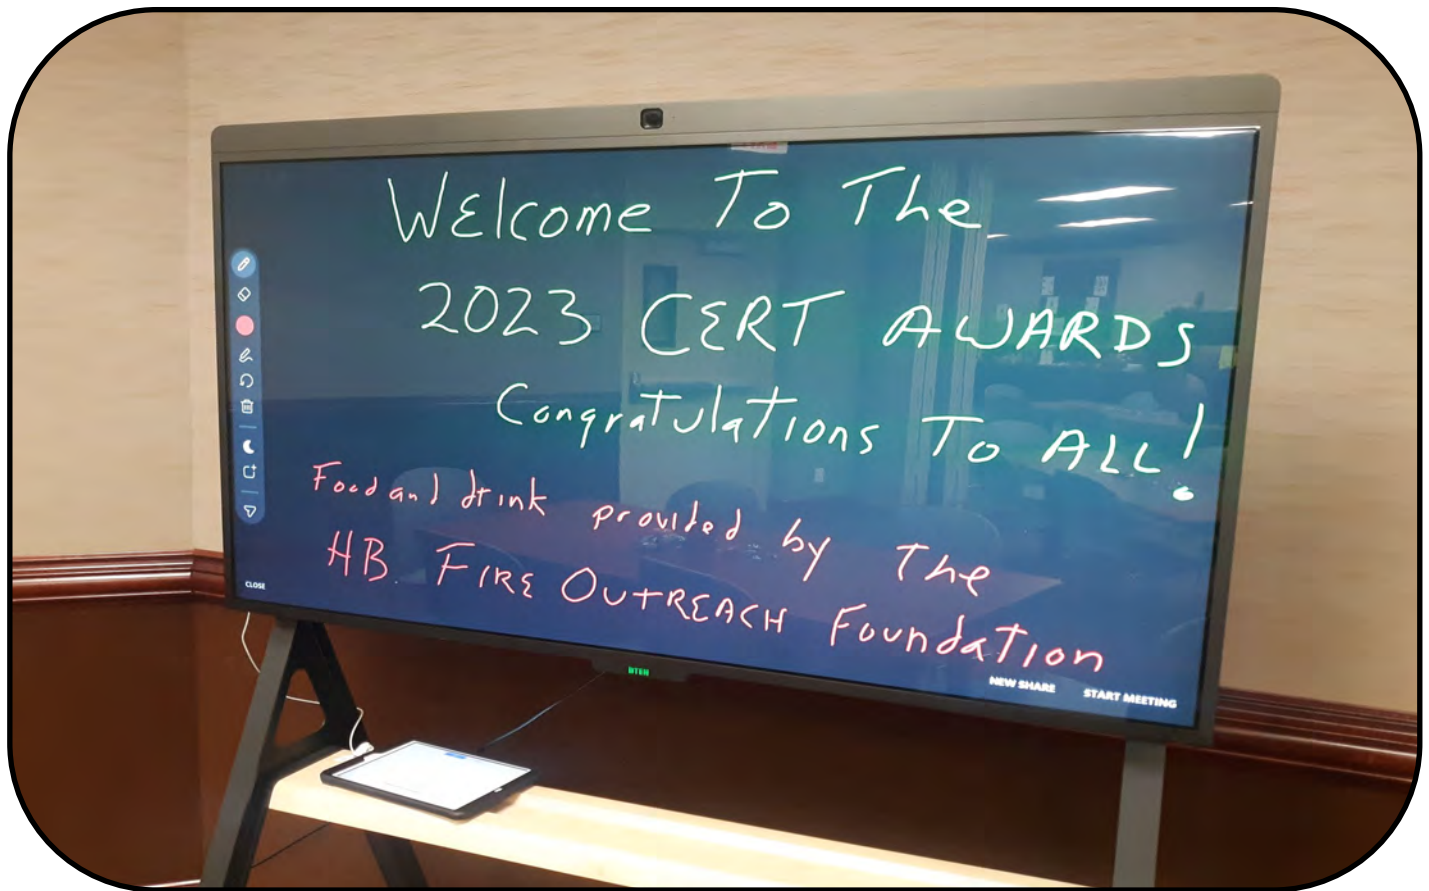 Welcome To The
2023 CERT AWARDS
Congratulations To ALL!
Food and drink provided by The
HB FIRE OUTREACH Foundation
CLOSE
DTEN
NEW SHARE START MEETING